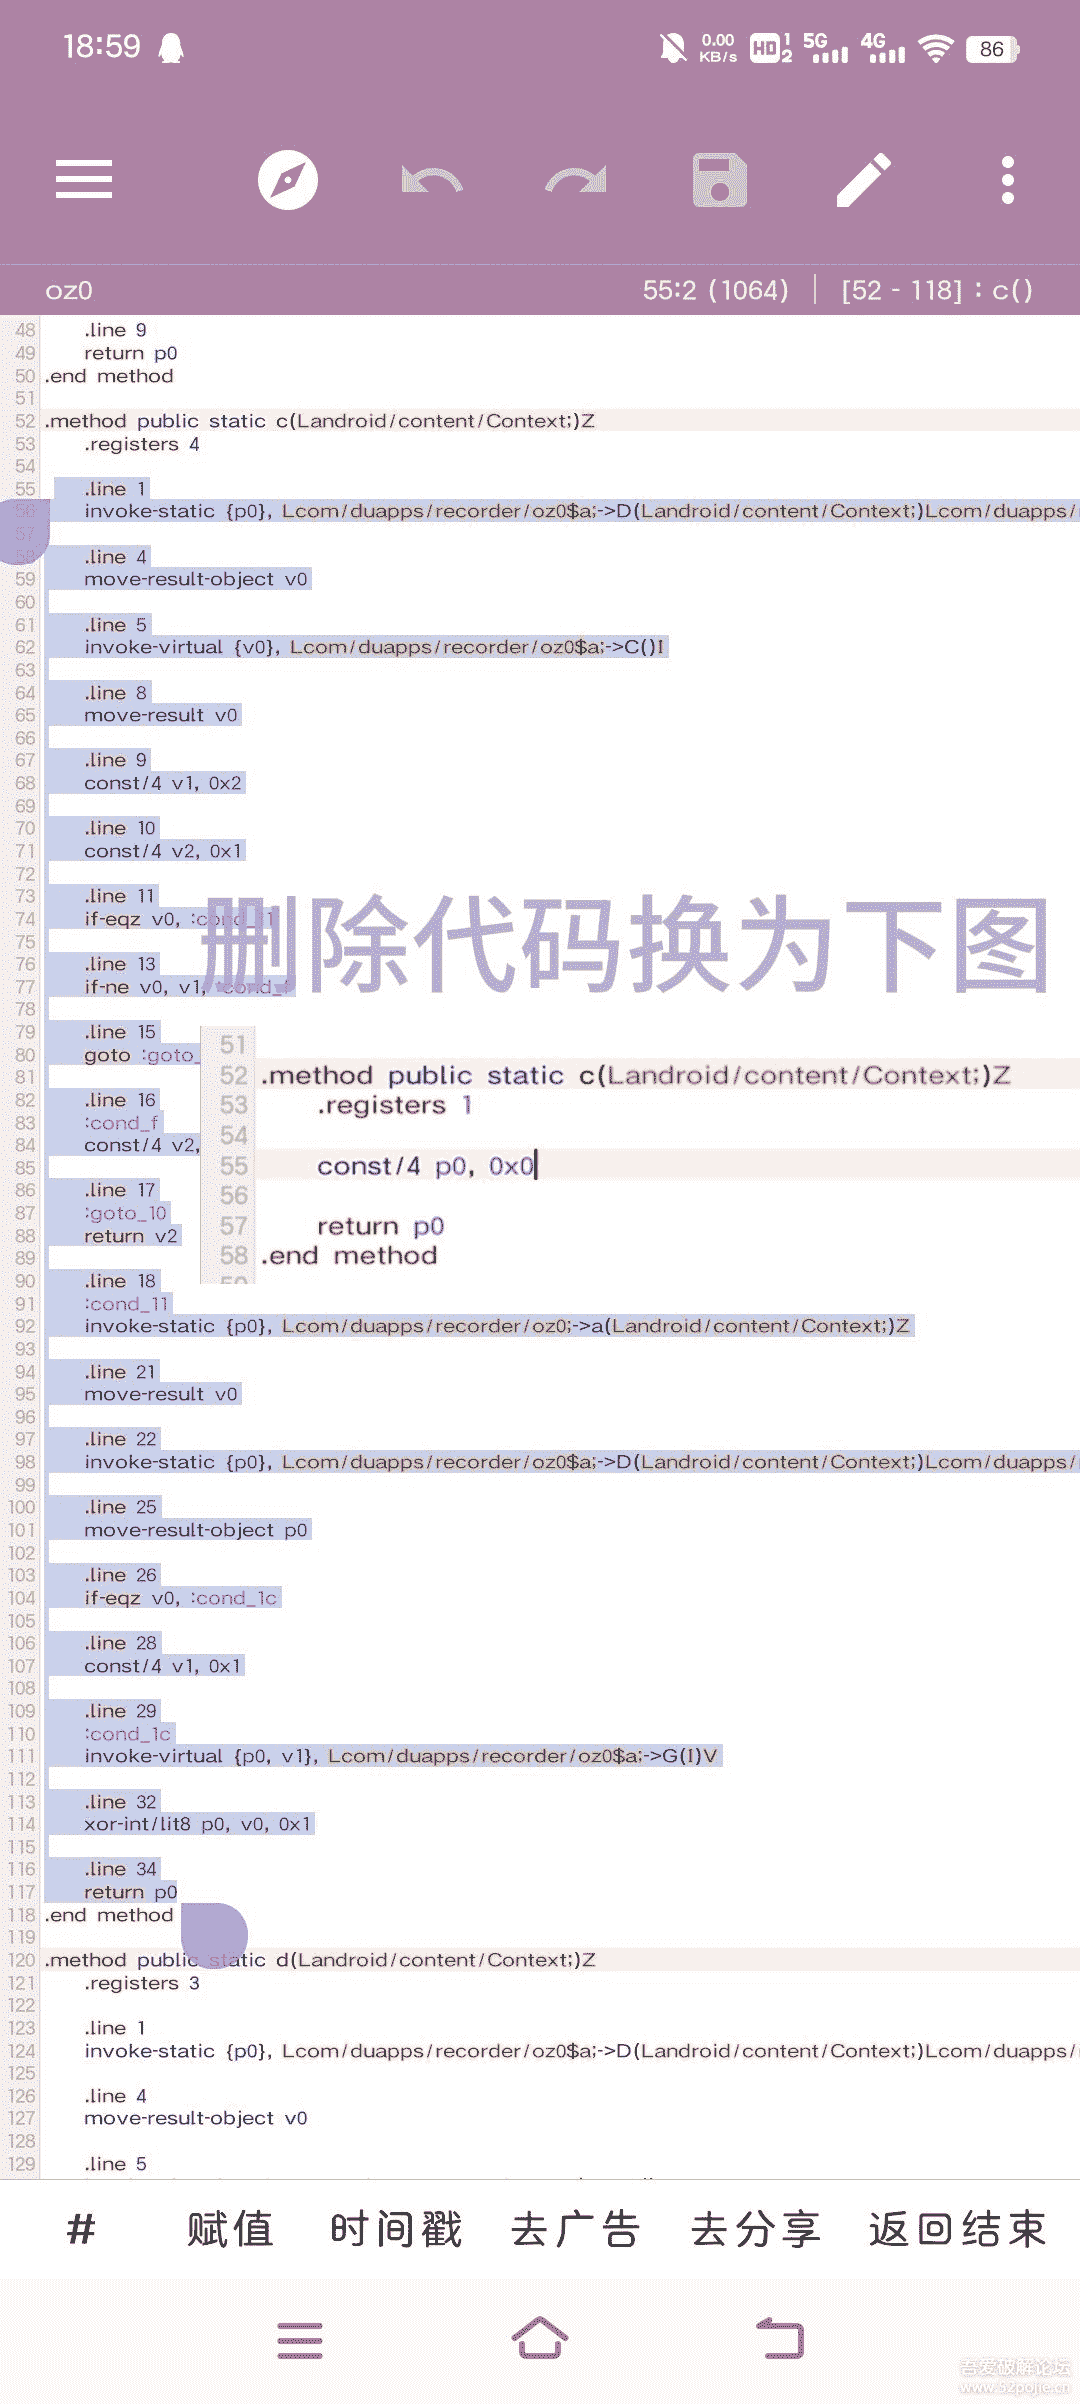 18:59
0.00 KB/s HD 1 2 5G 4G 86
oz0 55:2 (1064) [52 - 118] : c()
48 .line 9
49 return p0
50 .end method
51
52 .method public static c(Landroid/content/Context;)Z
53 .registers 4
54
55 .line 1
56 invoke-static {p0}, Lcom/duapps/recorder/oz0$a;->D(Landroid/content/Context;)Lcom/duapps/
57
58 .line 4
59 move-result-object v0
60
61 .line 5
62 invoke-virtual {v0}, Lcom/duapps/recorder/oz0$a;->C()I
63
64 .line 8
65 move-result v0
66
67 .line 9
68 const/4 v1, 0x2
69
70 .line 10
71 const/4 v2, 0x1
72
73 .line 11
74 if-eqz v0, :cond_11
75
76 .line 13
77 if-ne v0, v1, :cond_f
78
79 .line 15
80 goto :goto_
81
82 .line 16
83 :cond_f
84 const/4 v2,
85
86 .line 17
87 :goto_10
88 return v2
89
90 .line 18
91 :cond_11
92 invoke-static {p0}, Lcom/duapps/recorder/oz0;->a(Landroid/content/Context;)Z
93
94 .line 21
95 move-result v0
96
97 .line 22
98 invoke-static {p0}, Lcom/duapps/recorder/oz0$a;->D(Landroid/content/Context;)Lcom/duapps/
99
100 .line 25
101 move-result-object p0
102
103 .line 26
104 if-eqz v0, :cond_1c
105
106 .line 28
107 const/4 v1, 0x1
108
109 .line 29
110 :cond_1c
111 invoke-virtual {p0, v1}, Lcom/duapps/recorder/oz0$a;->G(I)V
112
113 .line 32
114 xor-int/lit8 p0, v0, 0x1
115
116 .line 34
117 return p0
118 .end method
119
120 .method public static d(Landroid/content/Context;)Z
121 .registers 3
122
123 .line 1
124 invoke-static {p0}, Lcom/duapps/recorder/oz0$a;->D(Landroid/content/Context;)Lcom/duapps/
125
126 .line 4
127 move-result-object v0
128
129 .line 5
删除代码换为下图
51
52 .method public static c(Landroid/content/Context;)Z
53 .registers 1
54
55 const/4 p0, 0x0
56
57 return p0
58 .end method
# 赋值 时间戳 去广告 去分享 返回结束
吾爱破解论坛
www.52pojie.cn